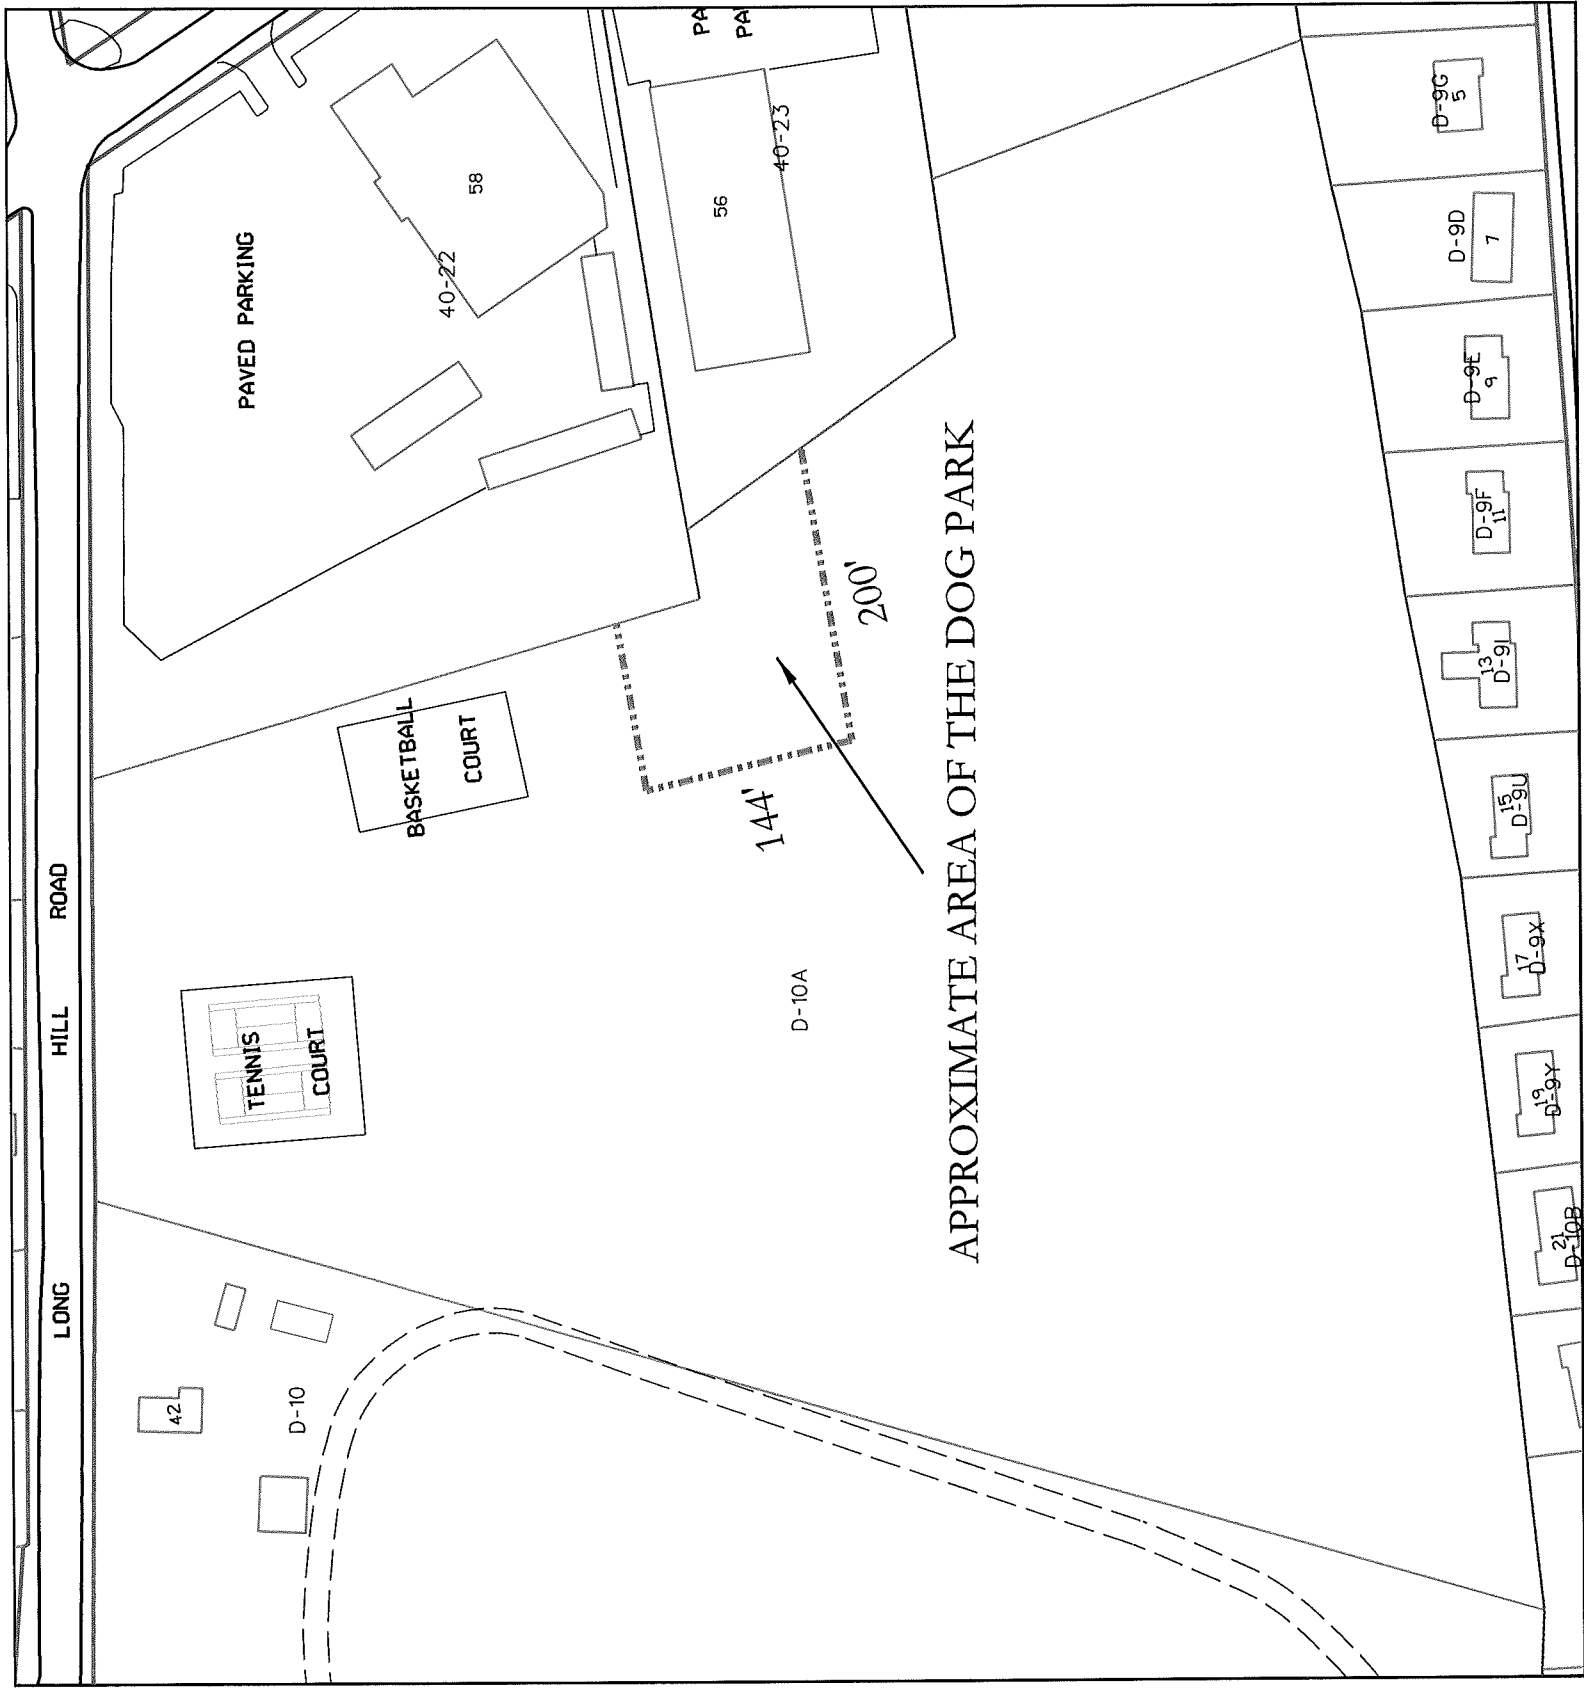 LONG HILL ROAD
PAVED PARKING
58
40-22
56
40-23
PA
PA
BASKETBALL
COURT
TENNIS
COURT
144'
200'
APPROXIMATE AREA OF THE DOG PARK
D-10A
42
D-10
D-9G
5
D-9D
7
D-9E
9
D-9F
11
13
D-9I
15
D-9U
17
D-9X
19
D-9Y
21
D-10B